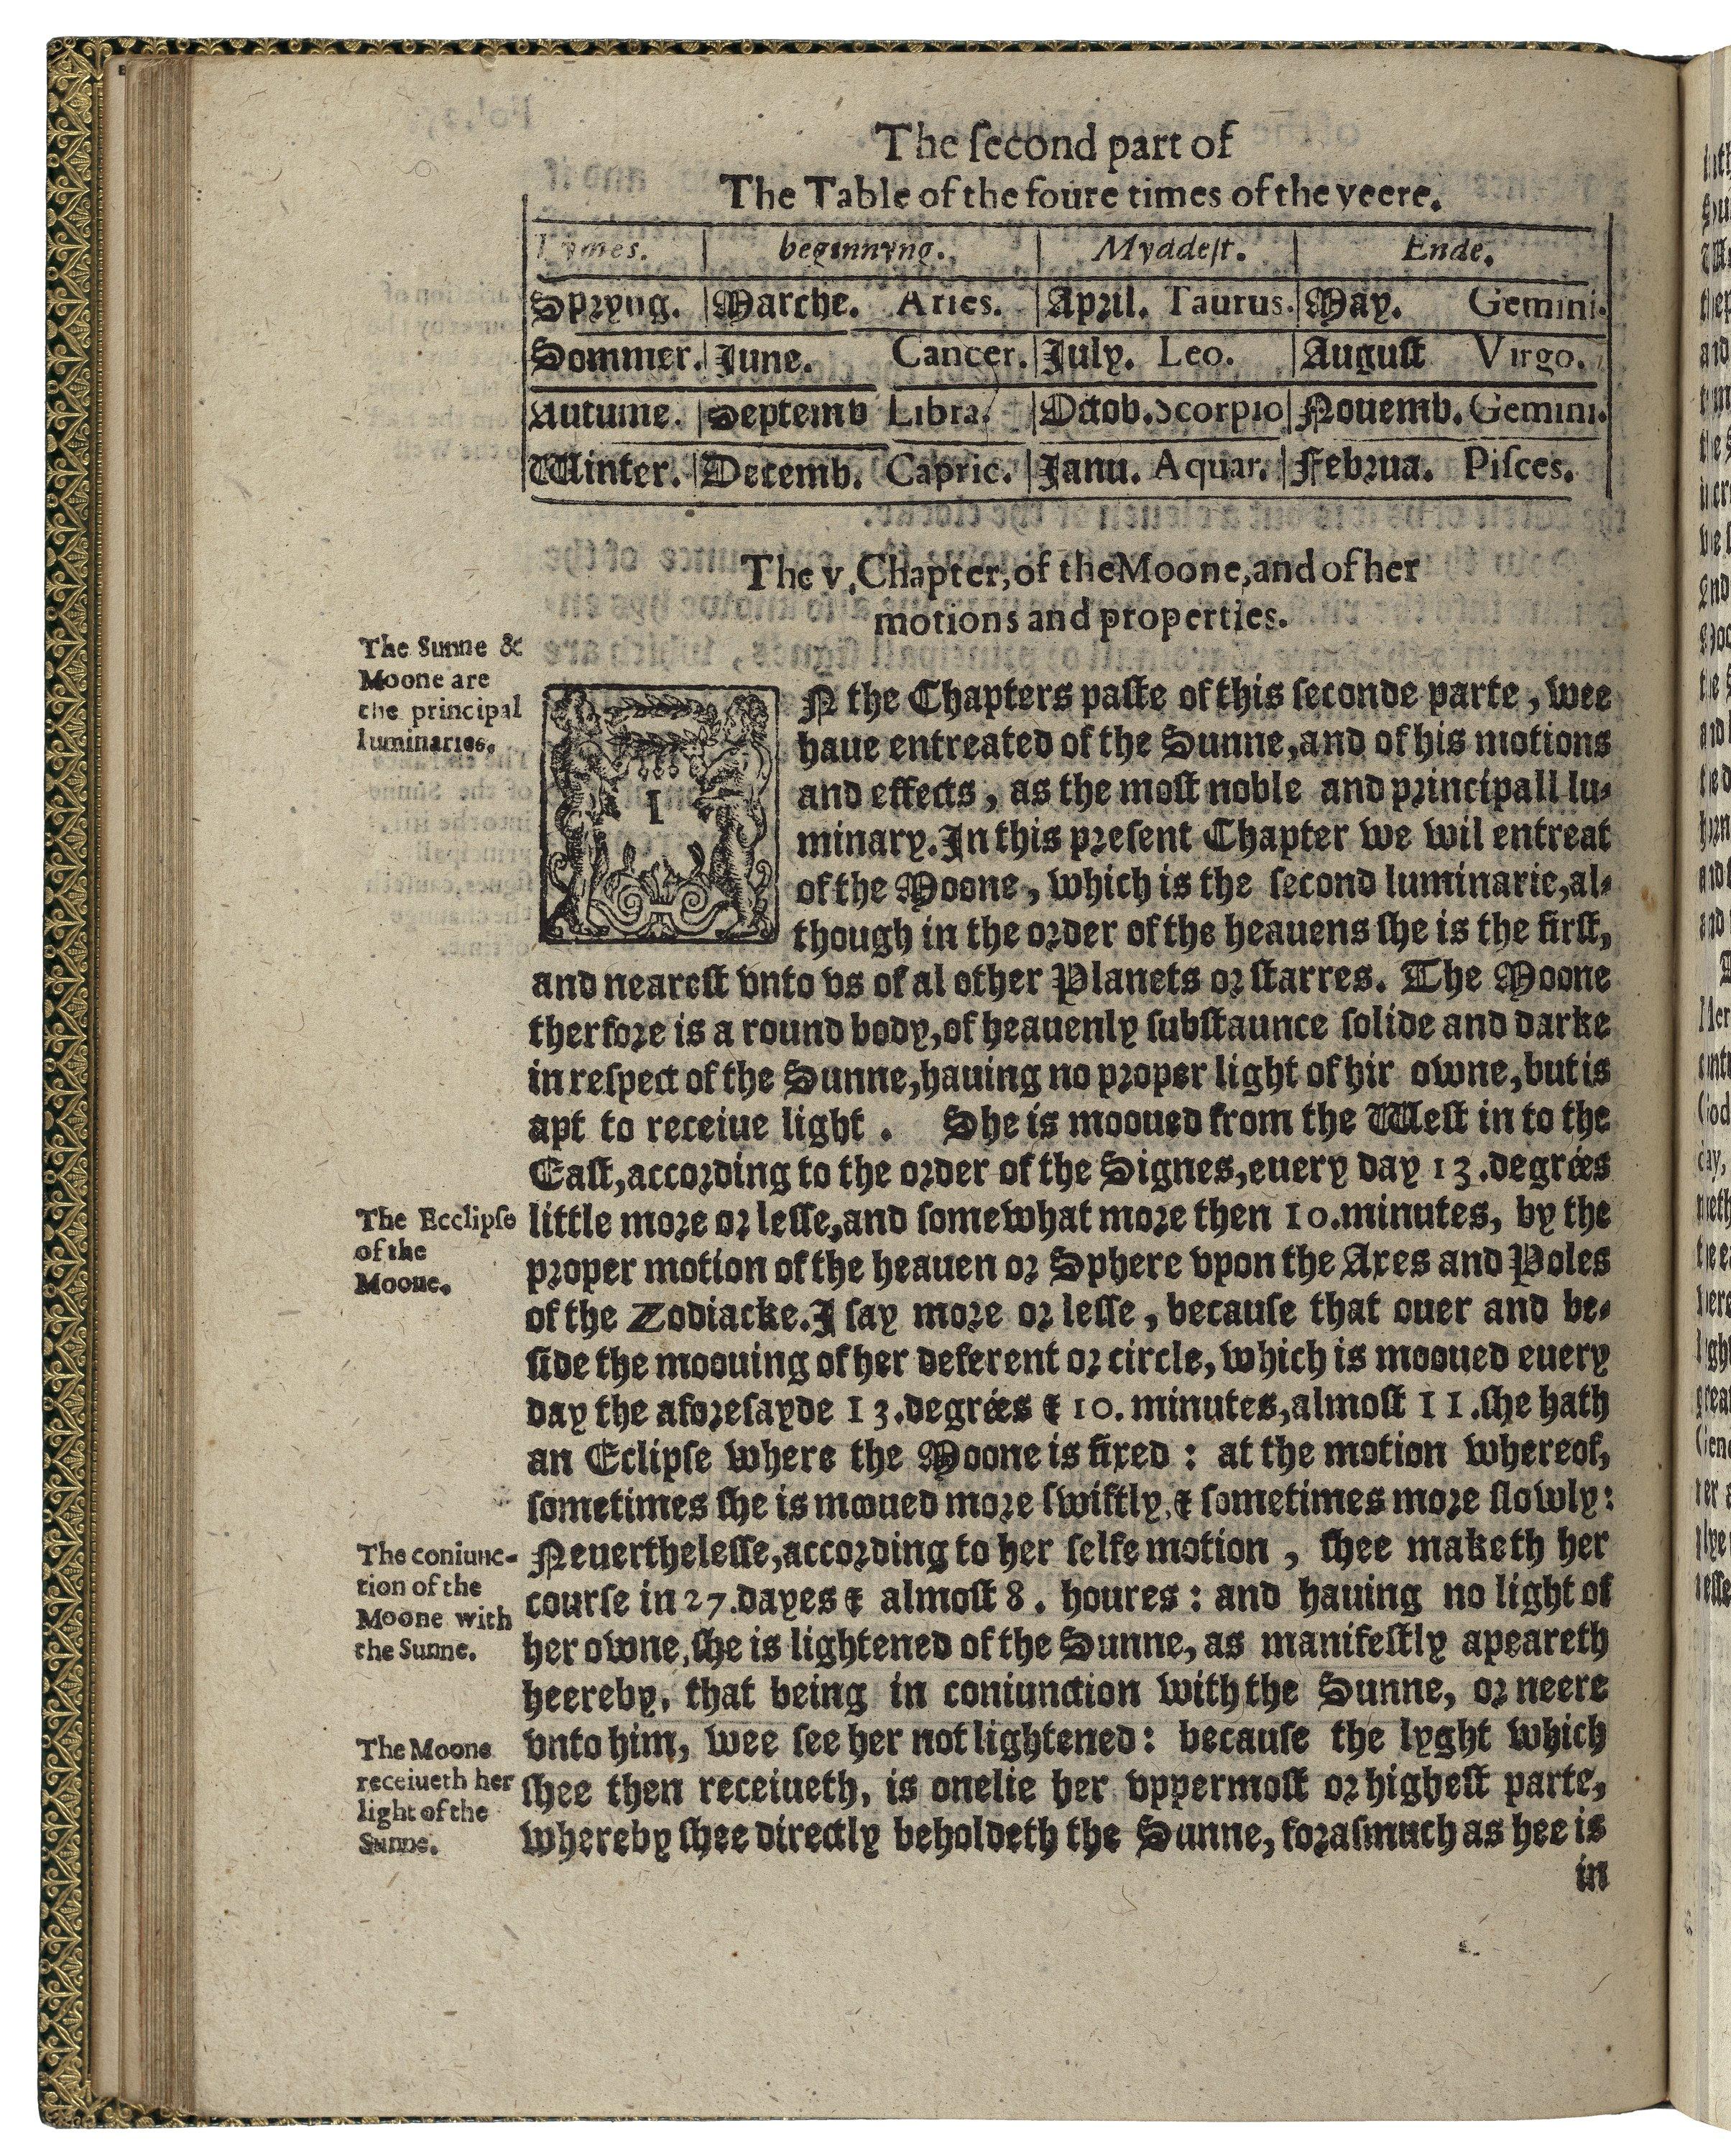 The ſecond part of
The Table of the foure times of the yeere.
Tymes. beginnyng. Myddeſt. Ende.
Spryng. Marche. Aries. April. Taurus. May. Gemini.
Sommer. June. Cancer. July. Leo. Auguſt Virgo.
Autume. Septemb Libra. Octob. Scorpio Nouemb. Gemini.
Winter. Decemb. Capric. Janu. Aquar. Februa. Piſces.
The v. Chapter, of the Moone, and of her
motions and properties.
The Sunne &
Moone are
the principal
luminaries.
IN the Chapters paſte of this ſeconde parte, wee
haue entreated of the Sunne, and of his motions
and effects, as the moſt noble and principall lu-
minary. In this preſent Chapter we wil entreat
of the Moone, which is the ſecond luminarie, al-
though in the order of the heauens ſhe is the firſt,
and neareſt vnto vs of al other Planets or ſtarres. The Moone
therfore is a round body, of heauenly ſubſtaunce ſolide and darke
in reſpect of the Sunne, hauing no proper light of hir owne, but is
apt to receiue light. She is mooued from the Weſt in to the
Eaſt, according to the order of the Signes, euery day 13. degrées
The Ecclipſe
of the
Moone.
little more or leſſe, and ſomewhat more then 10. minutes, by the
proper motion of the heauen or Sphere vpon the Axes and Poles
of the Zodiacke. I ſay more or leſſe, becauſe that ouer and be-
ſide the moouing of her deferent or circle, which is mooued euery
day the aforeſayde 13. degrées & 10. minutes, almoſt 11. ſhe hath
an Eclipſe where the Moone is fixed: at the motion whereof,
ſometimes ſhe is mooued more ſwiftly, & ſometimes more ſlowly:
The coniunc-
tion of the
Moone with
the Sunne.
Neuertheleſſe, according to her ſelfe motion, ſhee maketh her
courſe in 27. dayes & almoſt 8. houres: and hauing no light of
her owne, ſhe is lightened of the Sunne, as manifeſtly apeareth
heereby, that being in coniunction with the Sunne, or neere
The Moone
receiueth her
light of the
Sunne.
vnto him, wee ſee her not lightened: becauſe the lyght which
ſhee then receiueth, is onelie her vppermoſt or higheſt parte,
whereby ſhee directly beholdeth the Sunne, foraſmuch as hee is
in